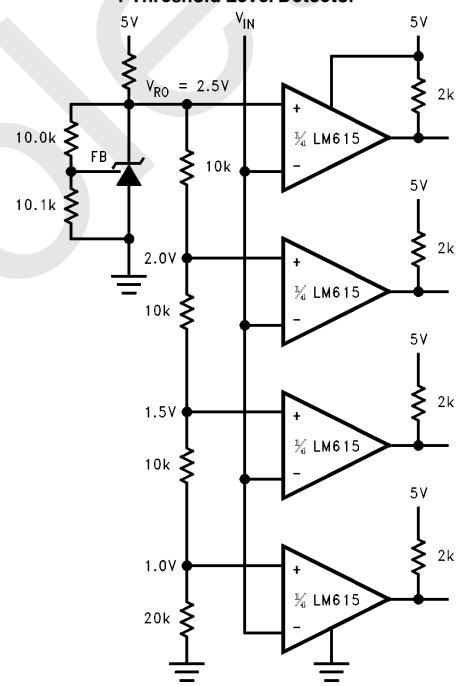 4 Threshold Level Detector
5V
V_IN
5V
V_RO = 2.5V
2k
10.0k
FB
10k
+
¼ LM615
−
10.1k
5V
2.0V
2k
+
¼ LM615
−
10k
5V
1.5V
2k
+
¼ LM615
−
10k
5V
1.0V
2k
+
¼ LM615
−
20k